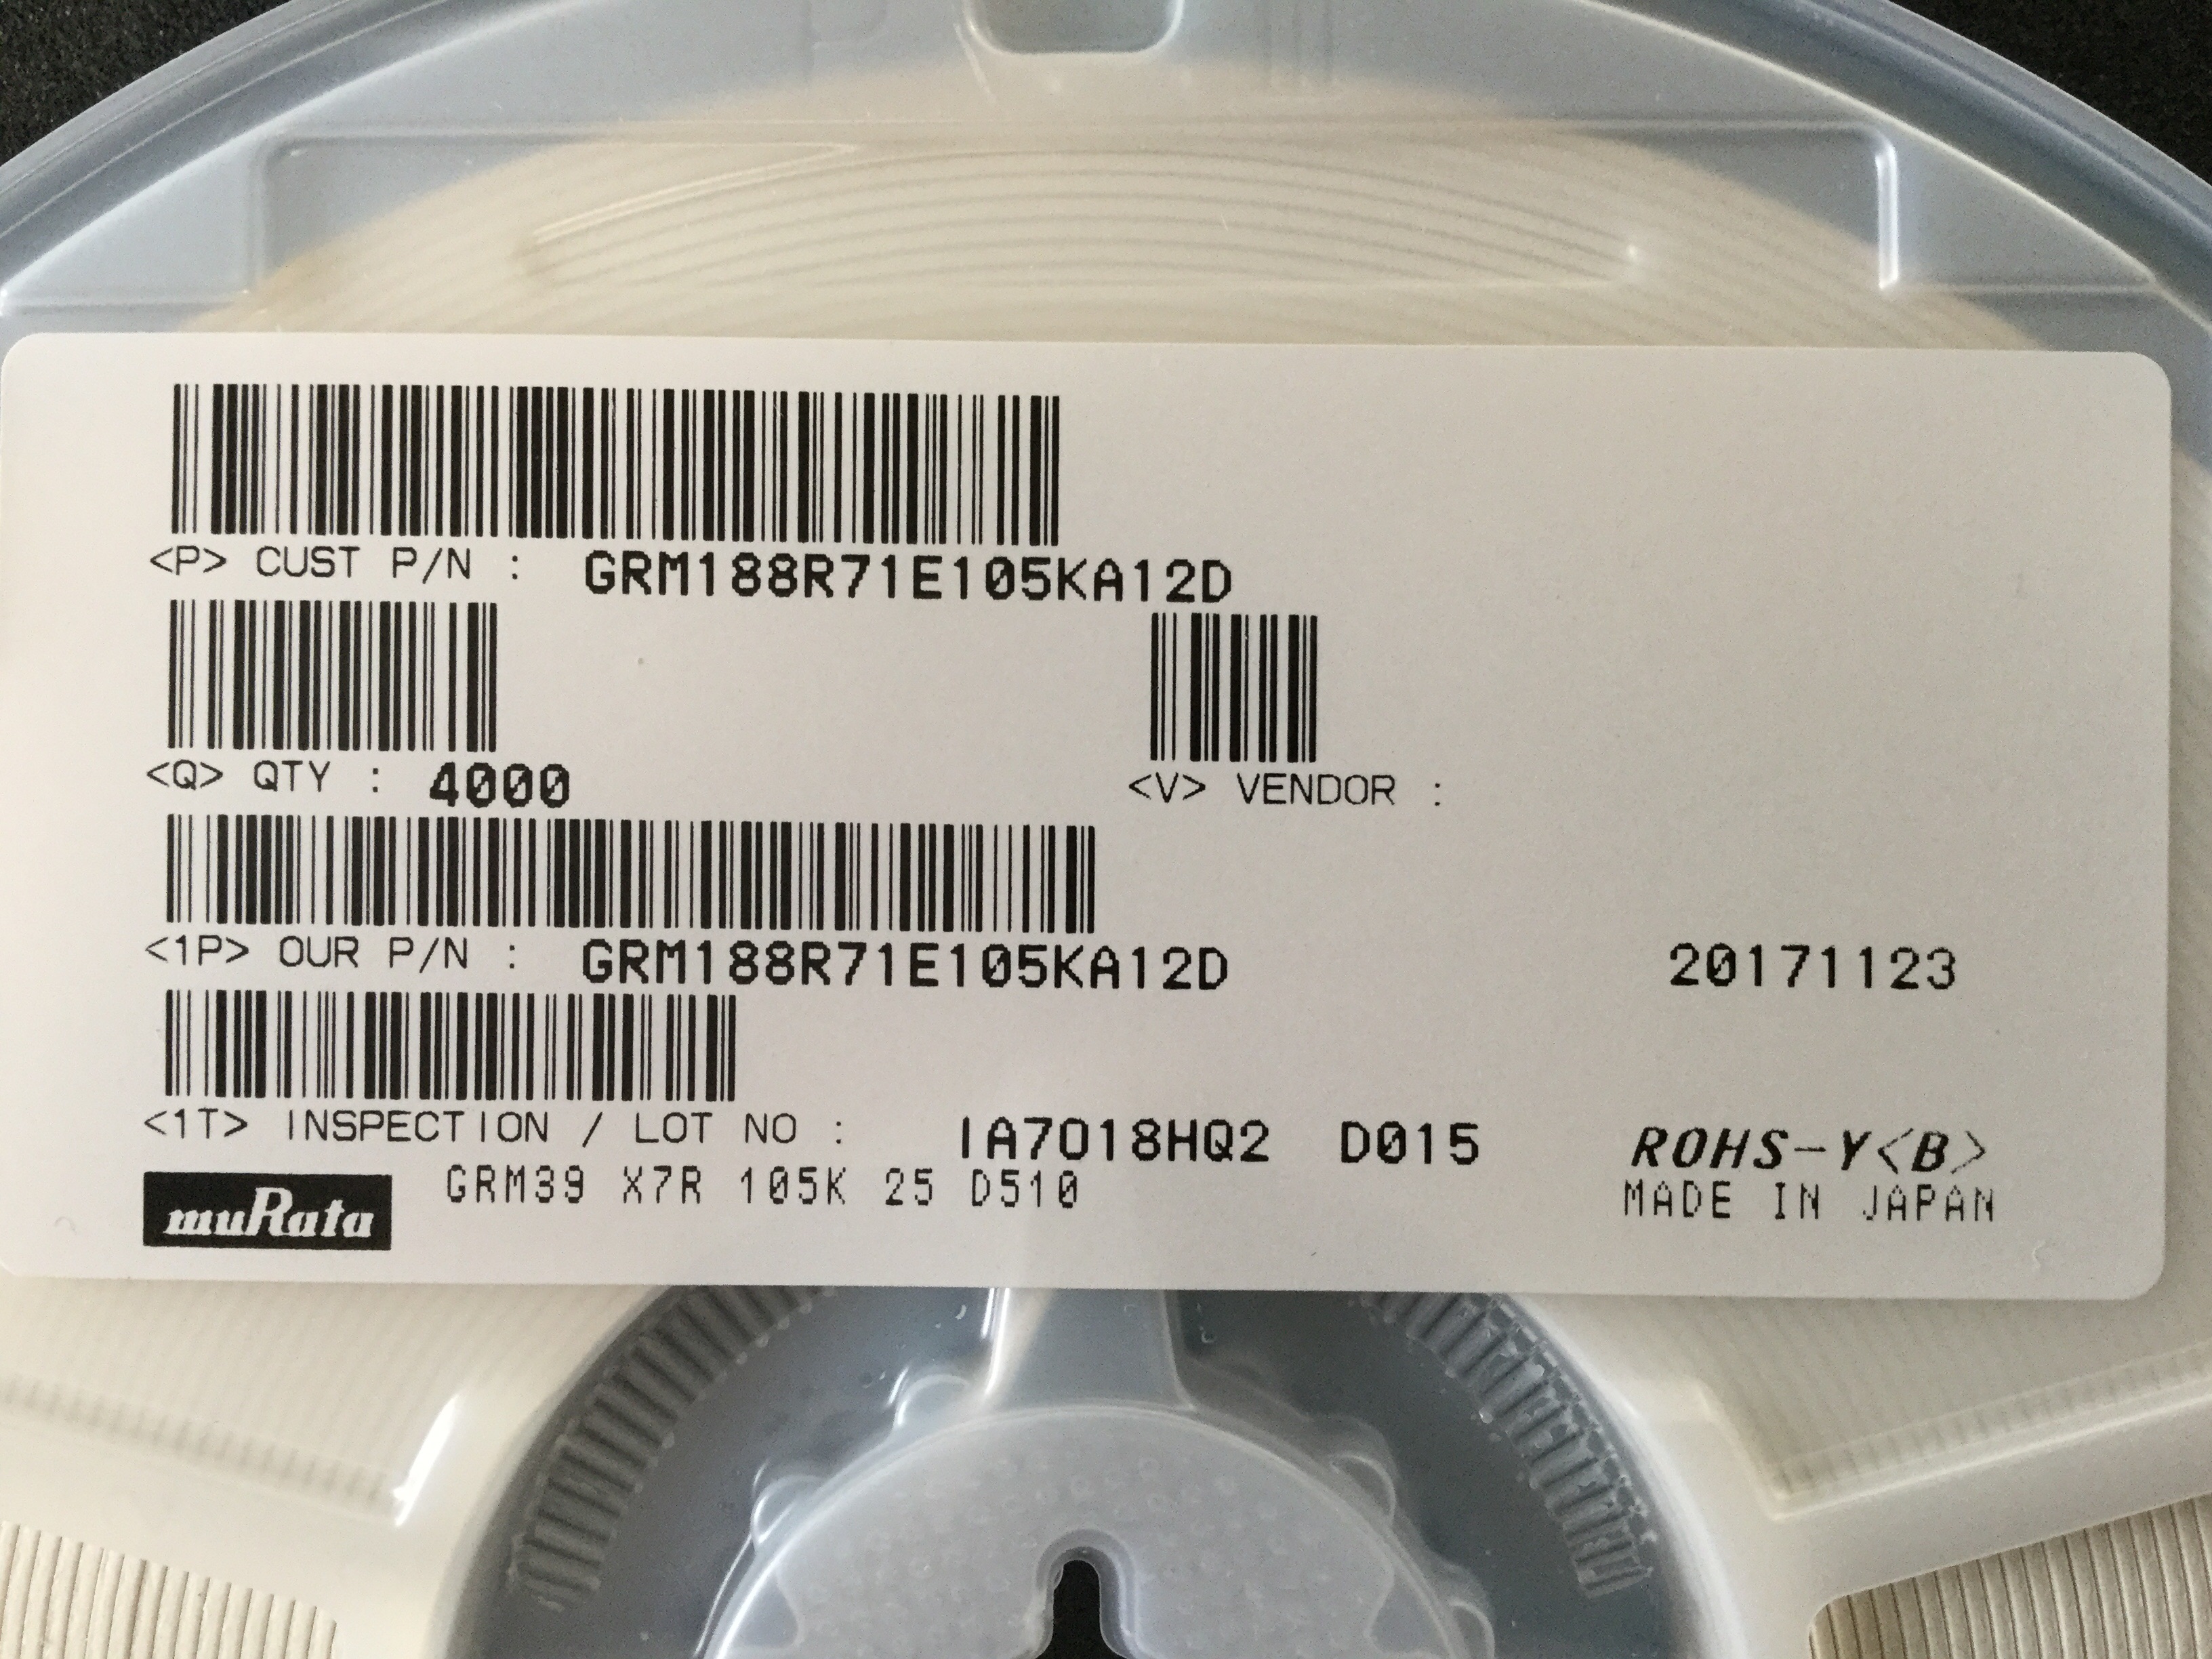 <P> CUST P/N : GRM188R71E105KA12D
<Q> QTY : 4000
<V> VENDOR :
<1P> OUR P/N : GRM188R71E105KA12D
20171123
<1T> INSPECTION / LOT NO : IA7018HQ2 D015
ROHS-Y<B>
muRata
GRM39 X7R 105K 25 D510
MADE IN JAPAN